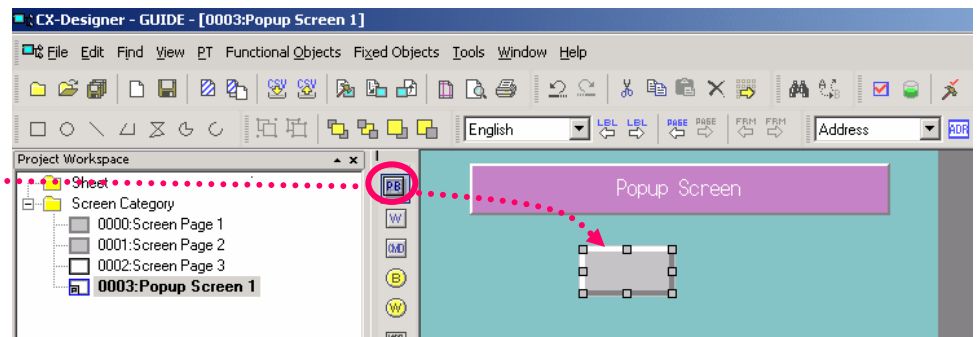 CX-Designer - GUIDE - [0003:Popup Screen 1]
File Edit Find View PT Functional Objects Fixed Objects Tools Window Help
CSV CSV
English LBL LBL PAGE PAGE FRM FRM Address ADR
Project Workspace
Sheet
Screen Category
0000:Screen Page 1
0001:Screen Page 2
0002:Screen Page 3
0003:Popup Screen 1
PB
W
CMD
B
W
Popup Screen